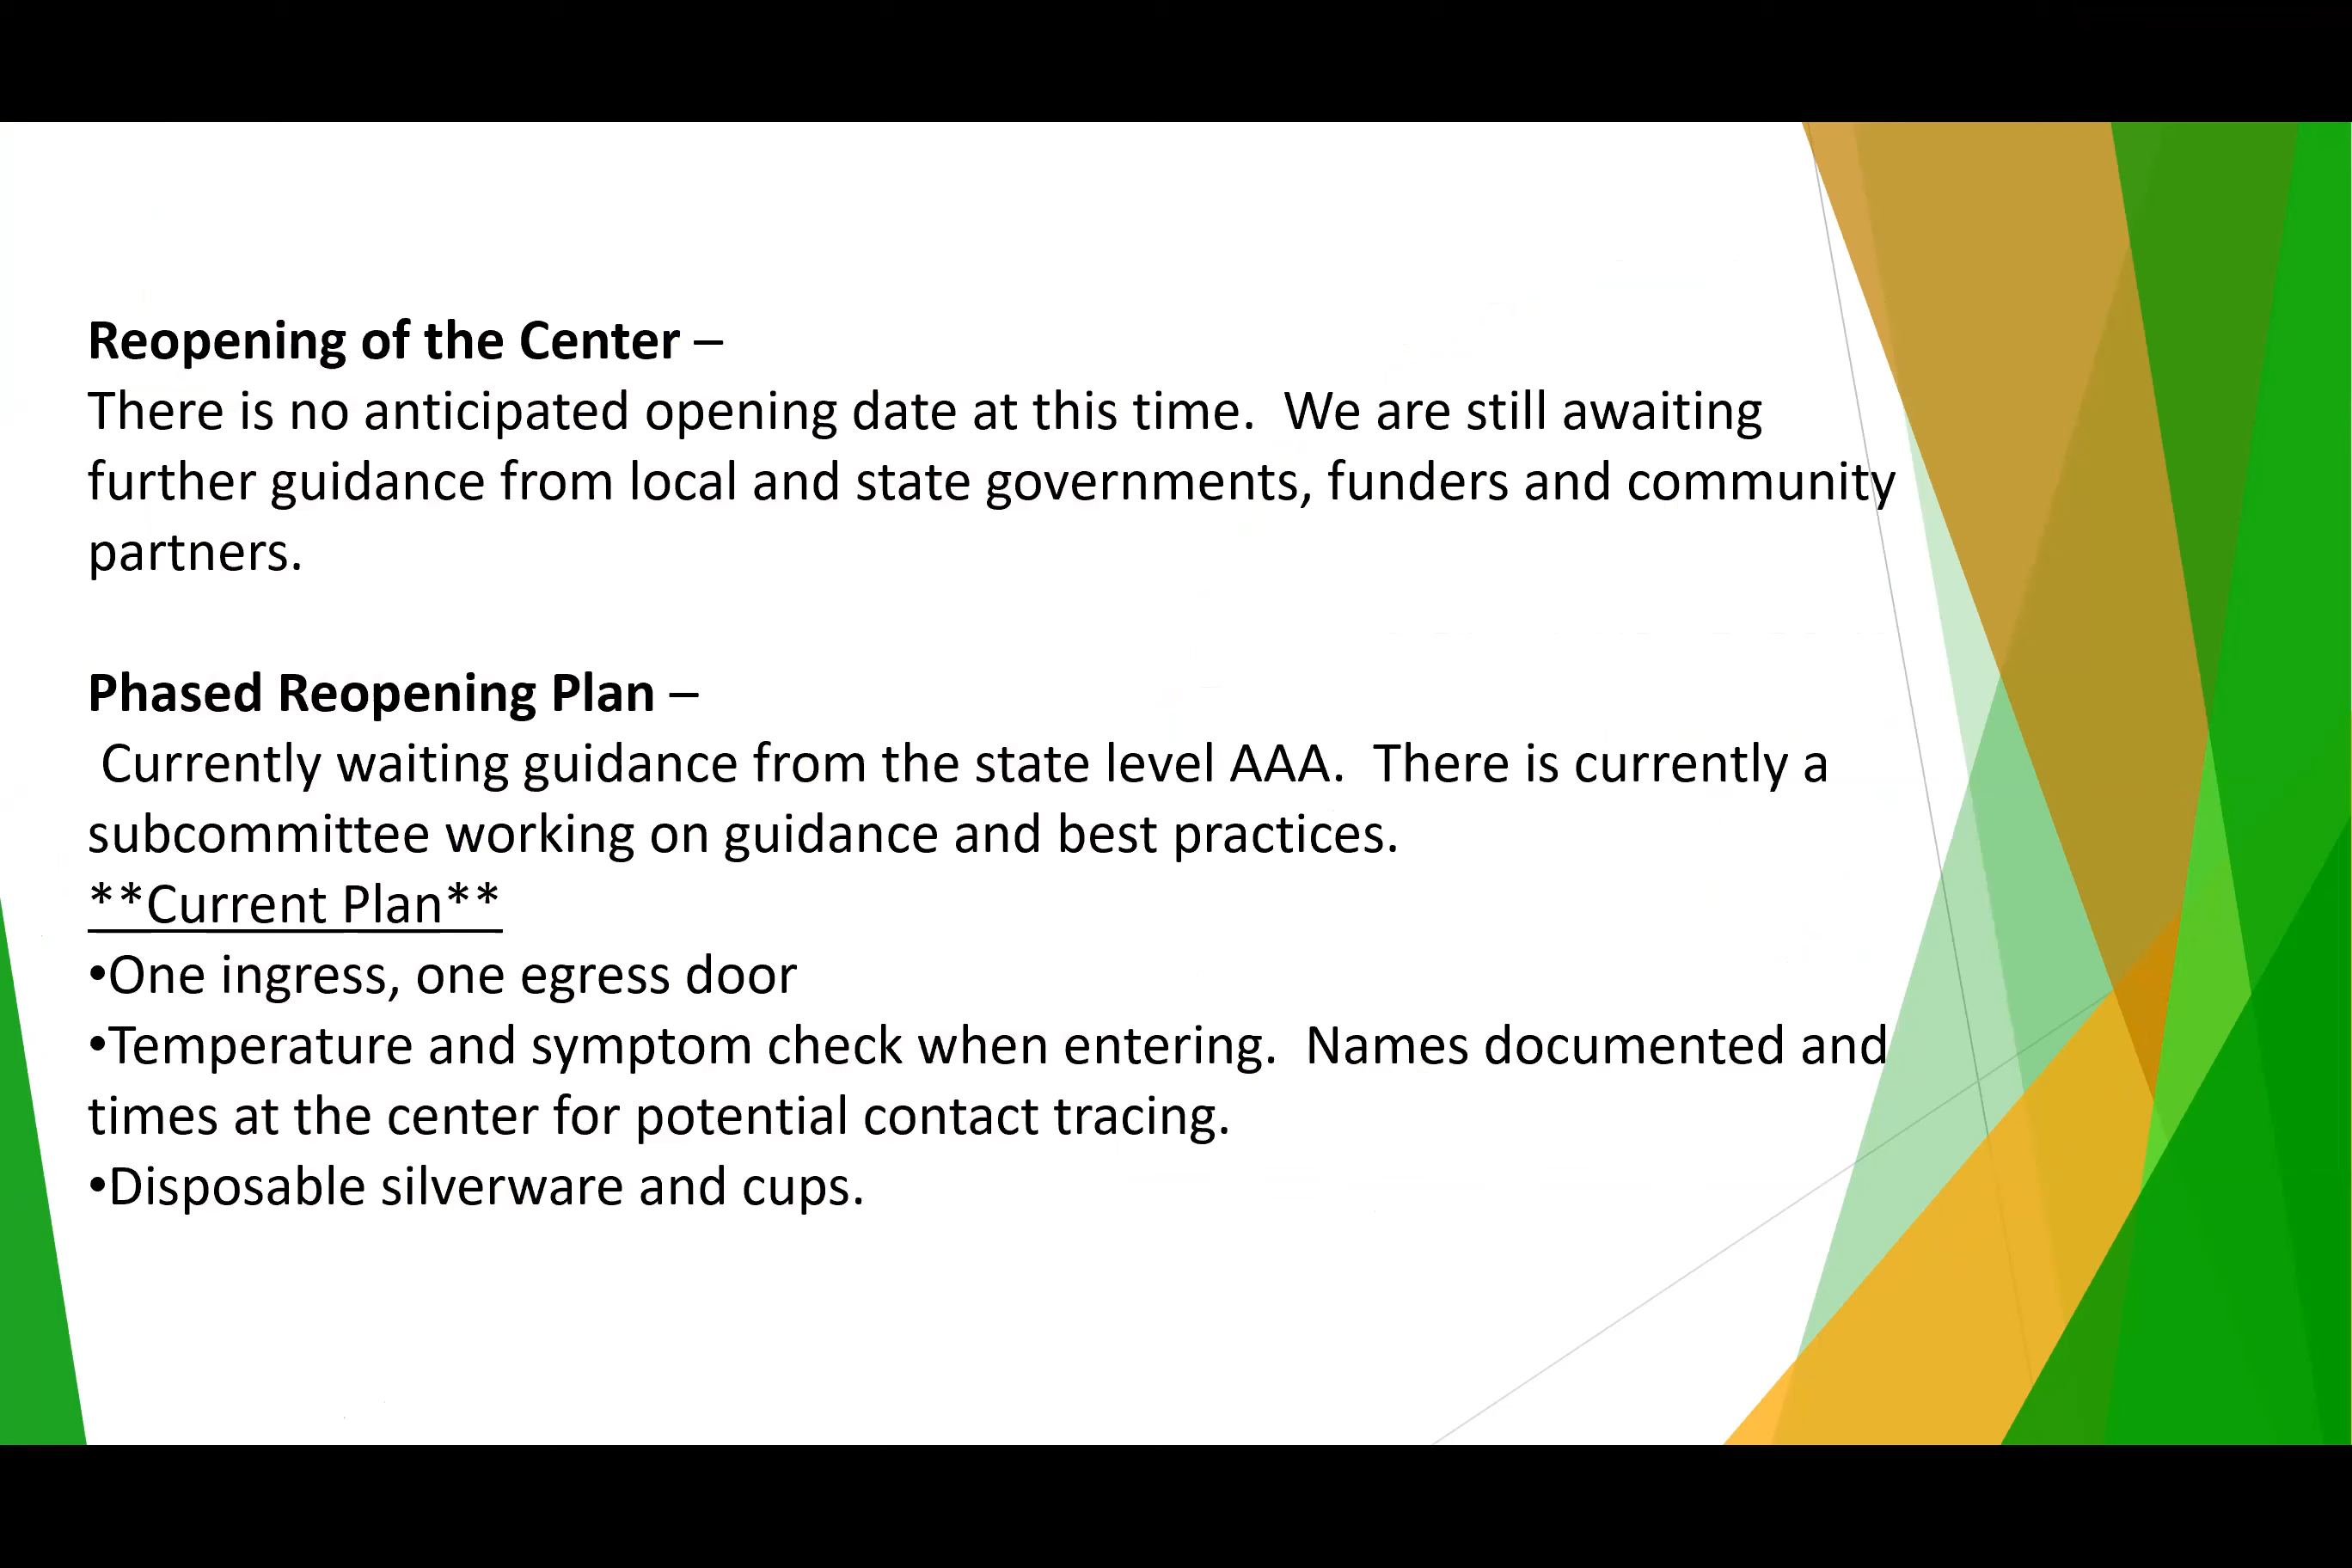 Reopening of the Center –
There is no anticipated opening date at this time.  We are still awaiting
further guidance from local and state governments, funders and community
partners.
Phased Reopening Plan –
Currently waiting guidance from the state level AAA.  There is currently a
subcommittee working on guidance and best practices.
**Current Plan**
•One ingress, one egress door
•Temperature and symptom check when entering.  Names documented and
times at the center for potential contact tracing.
•Disposable silverware and cups.